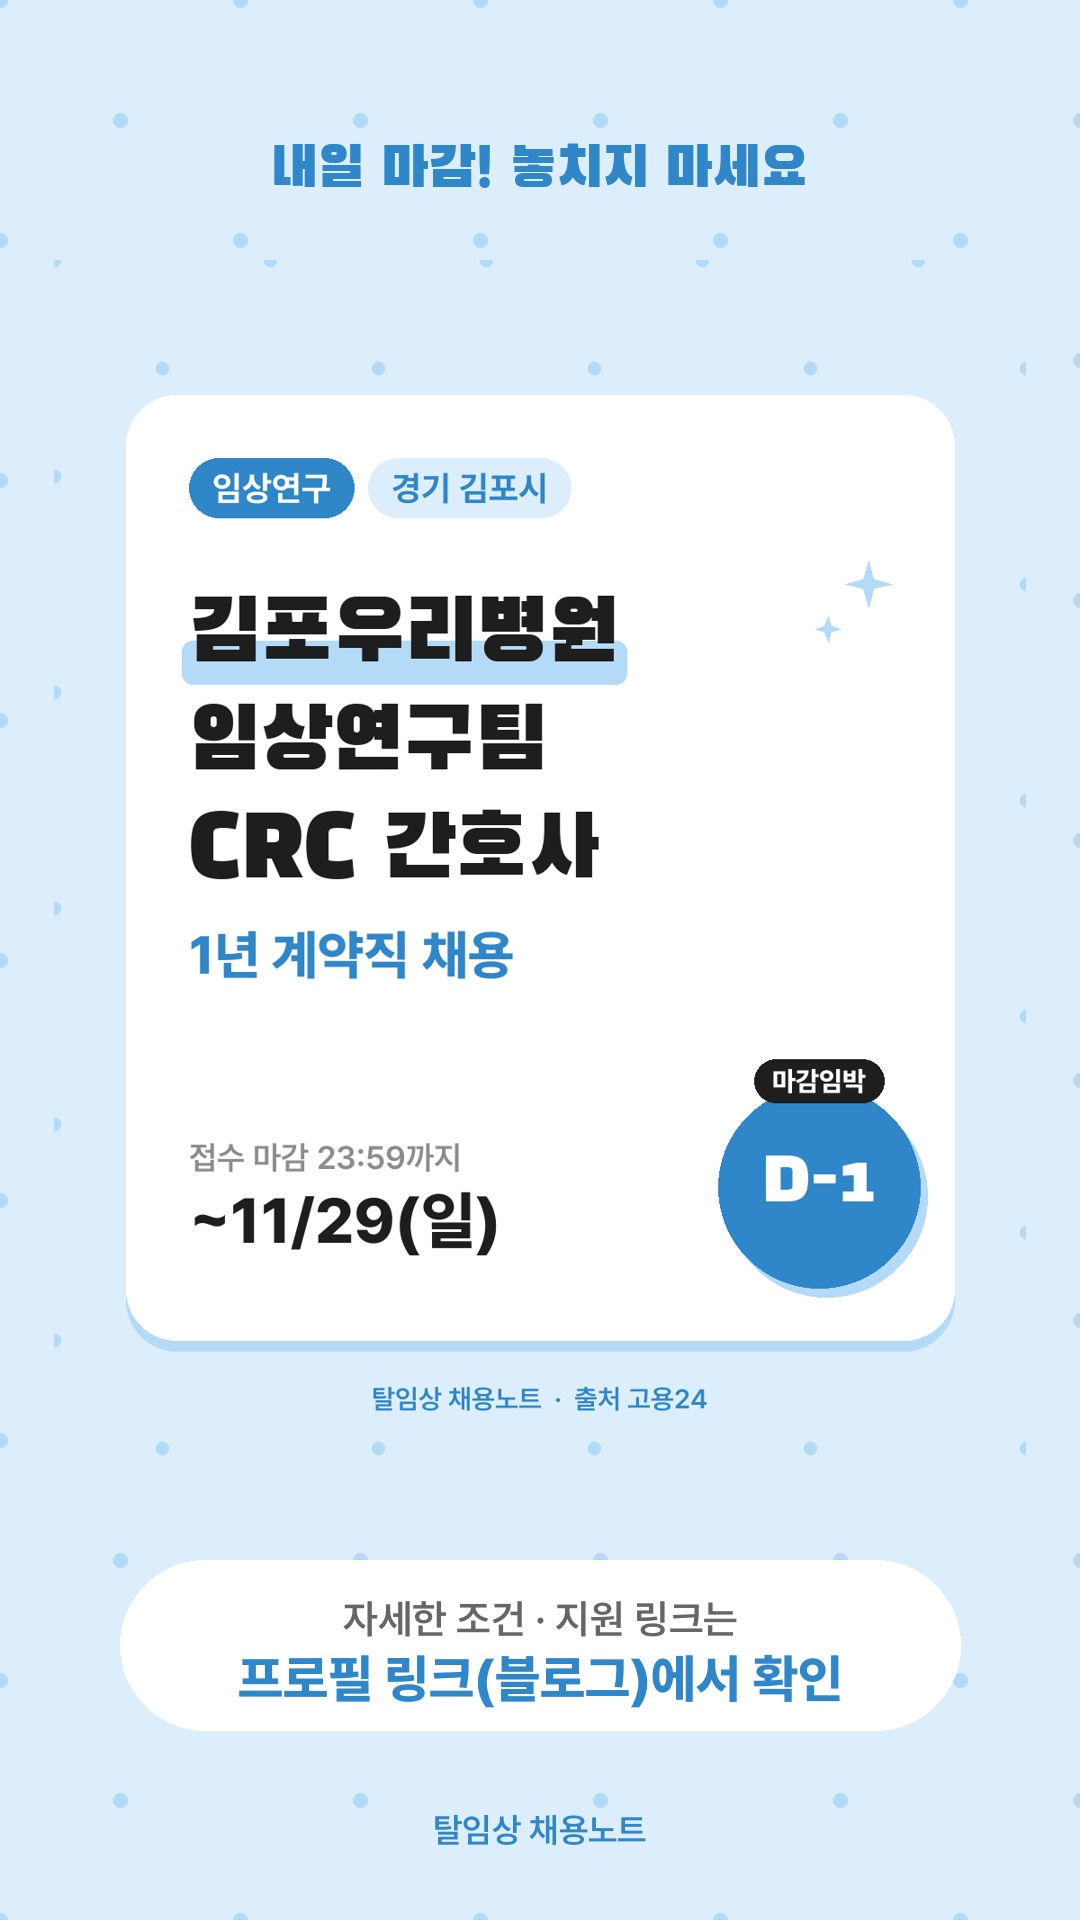 내일 마감! 놓치지 마세요
임상연구 경기 김포시
김포우리병원
임상연구팀
CRC 간호사
1년 계약직 채용
마감임박
D-1
접수 마감 23:59까지
~11/29(일)
탈임상 채용노트 · 출처 고용24
자세한 조건 · 지원 링크는
프로필 링크(블로그)에서 확인
탈임상 채용노트